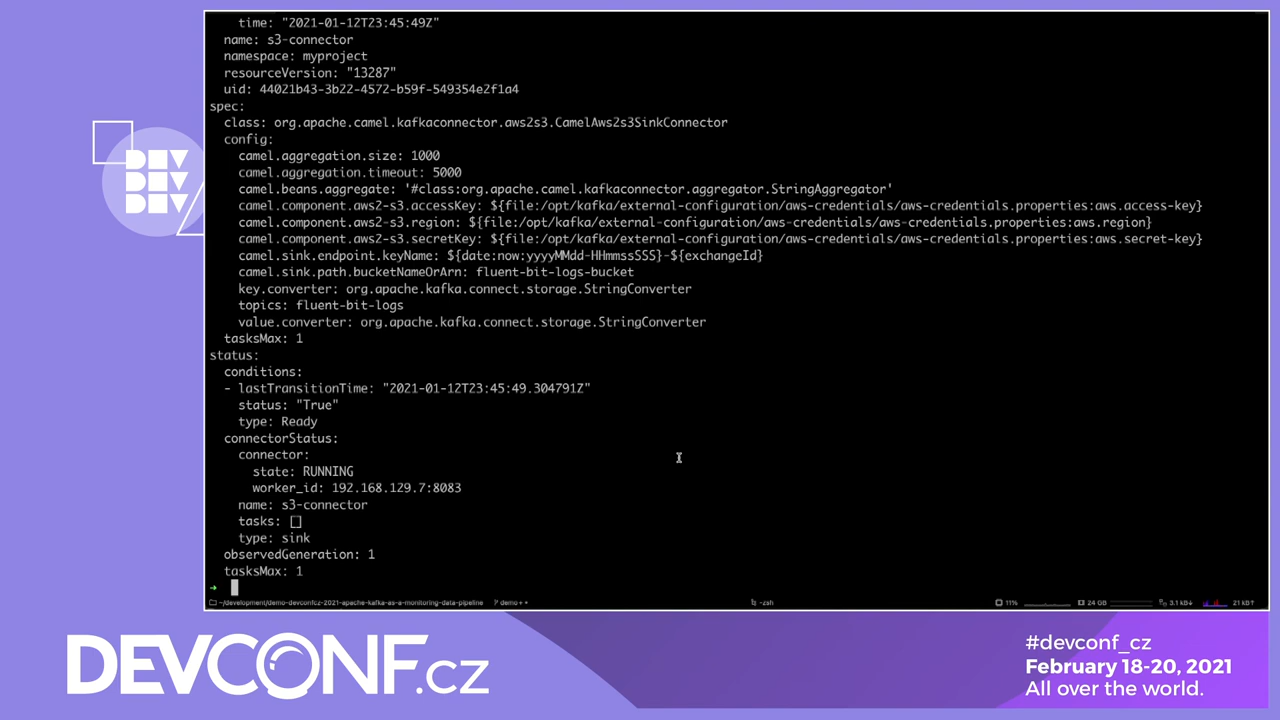 time: "2021-01-12T23:45:49Z"
name: s3-connector
namespace: myproject
resourceVersion: "13287"
uid: 44021b43-3b22-4572-b59f-549354e2f1a4
spec:
class: org.apache.camel.kafkaconnector.aws2s3.CamelAws2s3SinkConnector
config:
camel.aggregation.size: 1000
camel.aggregation.timeout: 5000
camel.beans.aggregate: '#class:org.apache.camel.kafkaconnector.aggregator.StringAggregator'
camel.component.aws2-s3.accessKey: ${file:/opt/kafka/external-configuration/aws-credentials/aws-credentials.properties:aws.access-key}
camel.component.aws2-s3.region: ${file:/opt/kafka/external-configuration/aws-credentials/aws-credentials.properties:aws.region}
camel.component.aws2-s3.secretKey: ${file:/opt/kafka/external-configuration/aws-credentials/aws-credentials.properties:aws.secret-key}
camel.sink.endpoint.keyName: ${date:now:yyyyMMdd-HHmmssSSS}-${exchangeId}
camel.sink.path.bucketNameOrArn: fluent-bit-logs-bucket
key.converter: org.apache.kafka.connect.storage.StringConverter
topics: fluent-bit-logs
value.converter: org.apache.kafka.connect.storage.StringConverter
tasksMax: 1
status:
conditions:
- lastTransitionTime: "2021-01-12T23:45:49.304791Z"
status: "True"
type: Ready
connectorStatus:
connector:
state: RUNNING
worker_id: 192.168.129.7:8083
name: s3-connector
tasks: []
type: sink
observedGeneration: 1
tasksMax: 1
~/development/demo-devconfcz-2021-apache-kafka-as-a-monitoring-data-pipeline demo ‹+ -zsh 11% 24 GB 3.1 kB↓ 21 kB↑
DEV
DEV
DEV
DEVCONF.cz
#devconf_cz
February 18-20, 2021
All over the world.